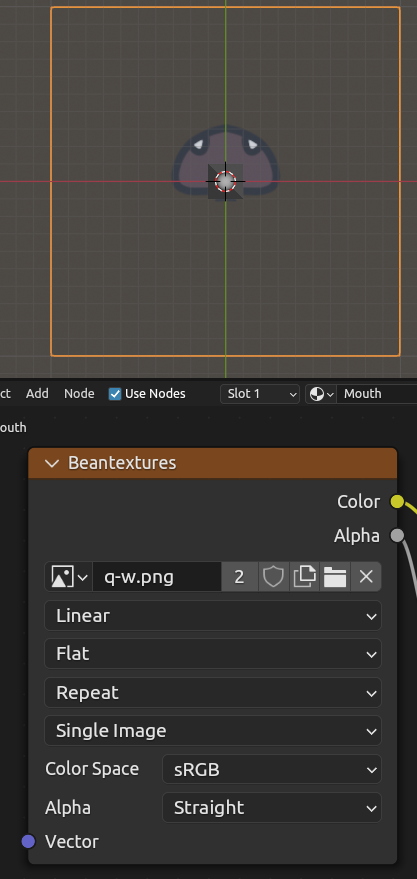 ct Add Node Use Nodes Slot 1 Mouth
outh
Beantextures
Color
Alpha
q-w.png 2
Linear
Flat
Repeat
Single Image
Color Space sRGB
Alpha Straight
Vector